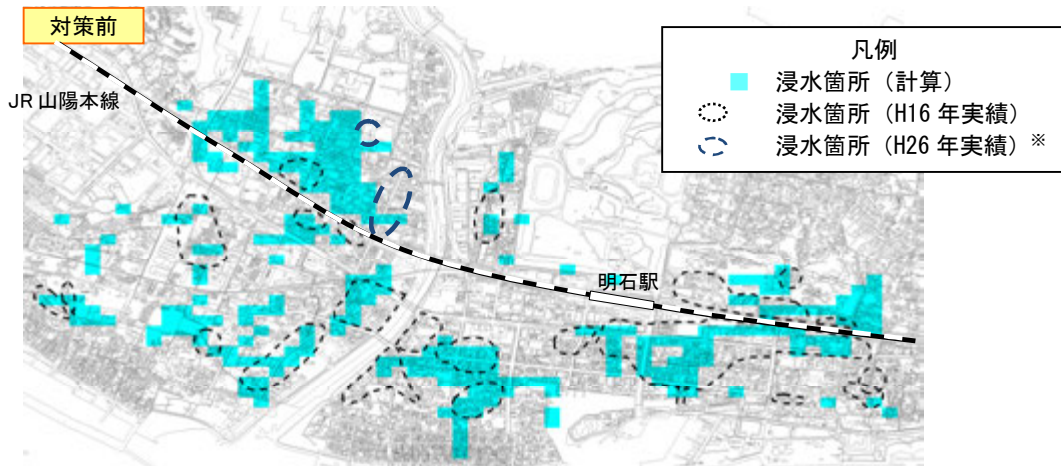 対策前
JR 山陽本線
凡例
浸水箇所（計算）
浸水箇所（H16 年実績）
浸水箇所（H26 年実績）※
明石駅